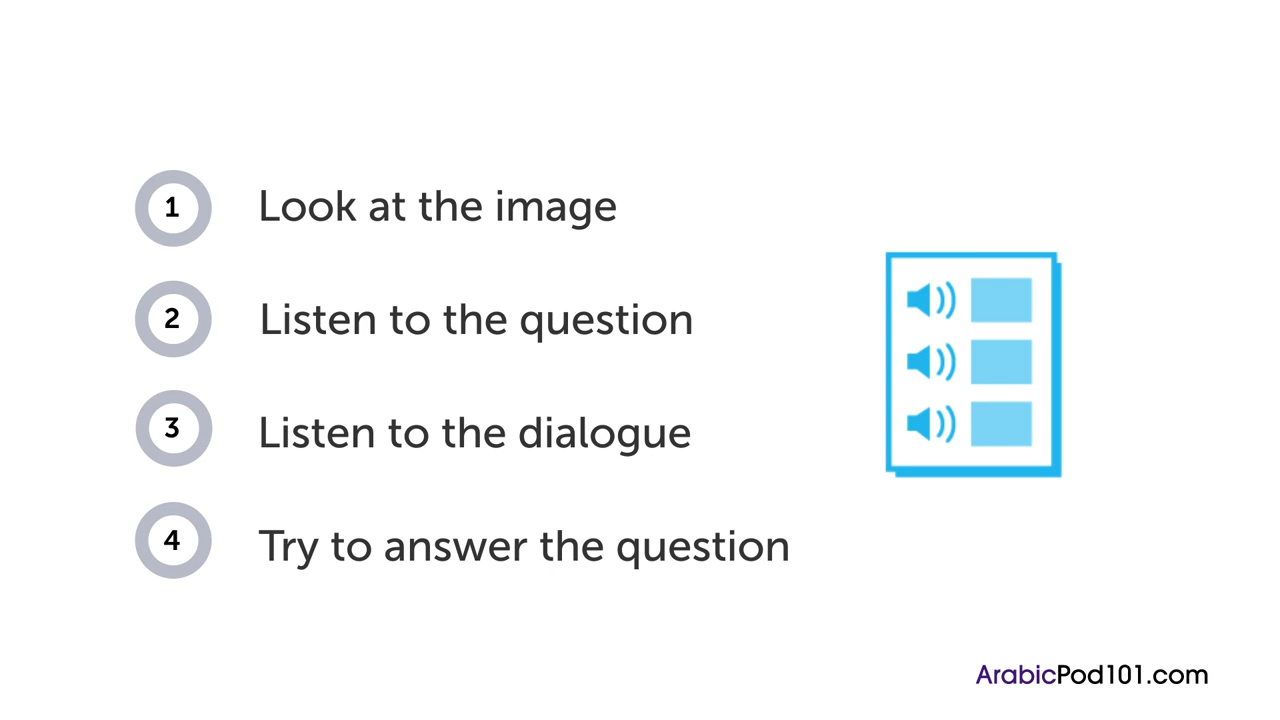 1 Look at the image
2 Listen to the question
3 Listen to the dialogue
4 Try to answer the question
ArabicPod101.com